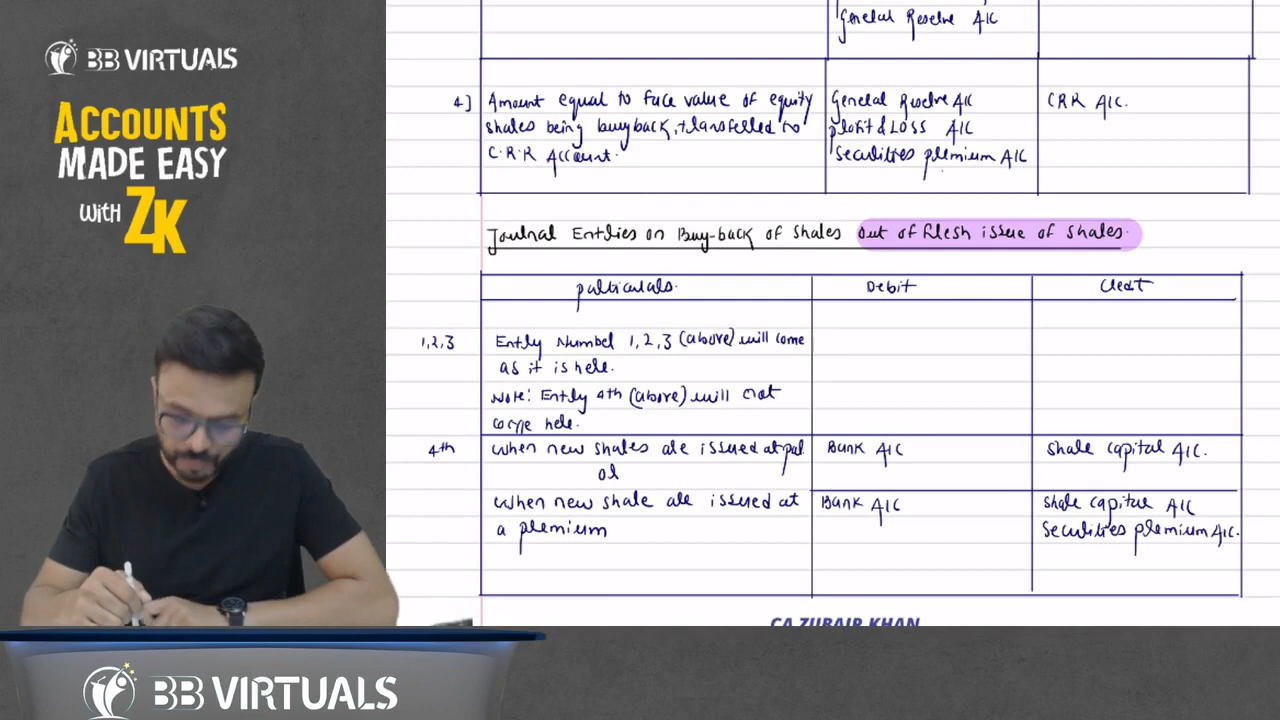 BB VIRTUALS
ACCOUNTS
MADE EASY
WITH ZK
General Reserve A/C
4] Amount equal to face value of equity
shares being buyback, transferred to
C.R.R Account.
General Reserve A/C
profit & LOSS A/C
Securities premium A/C
CRR A/C.
Journal Entries on Buy-back of shares out of fresh issue of shares.
particulars.
Debit
Credit
1,2,3 Entry Number 1,2,3 (above) will come
as it is here.
Note: Entry 4th (above) will not
come here.
4th When new shares are issued at par
or
Bank A/C
share capital A/C.
When new share are issued at
a premium
Bank A/C
share capital A/C
Securities premium A/C.
CA ZUBAIR KHAN
BB VIRTUALS